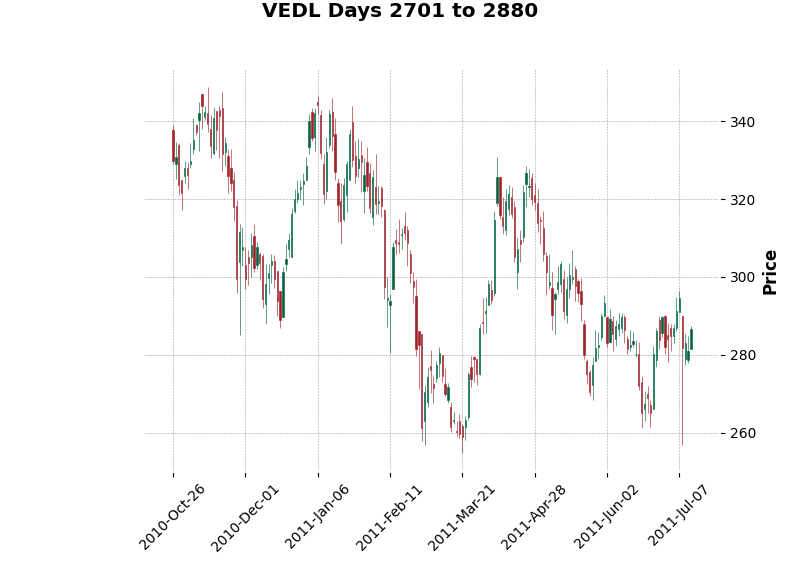 VEDL Days 2701 to 2880
340
320
300
280
260
Price
2010-Oct-26
2010-Dec-01
2011-Jan-06
2011-Feb-11
2011-Mar-21
2011-Apr-28
2011-Jun-02
2011-Jul-07